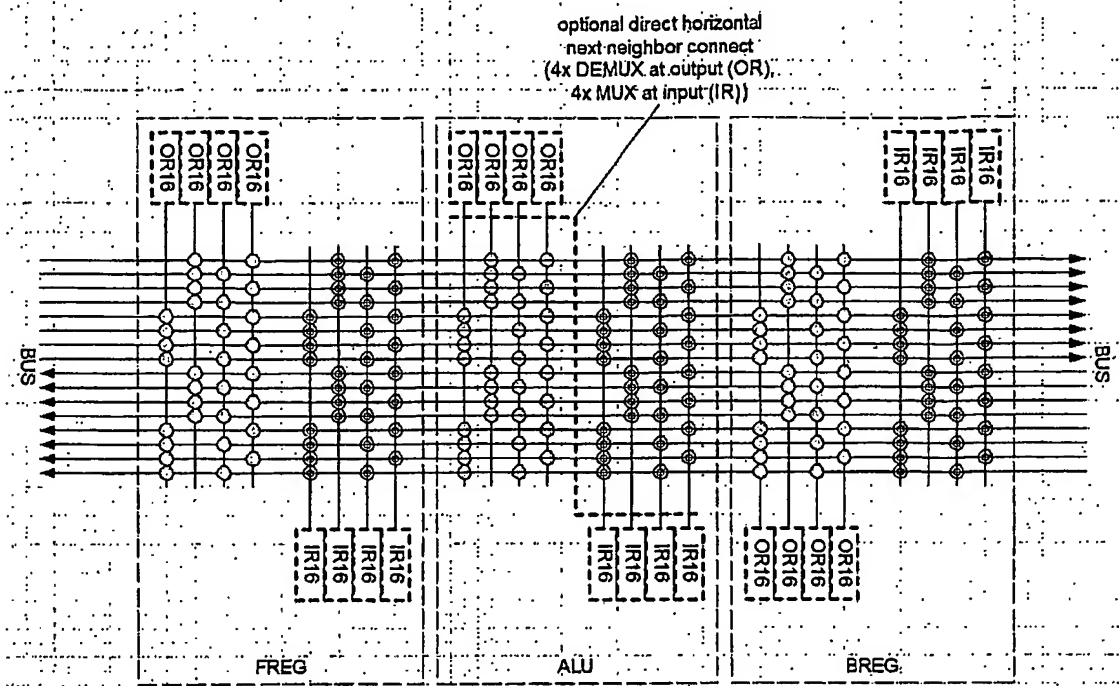 optional direct horizontal
next neighbor connect
(4x DEMUX at output (OR),
4x MUX at input (IR))
OR16 OR16 OR16 OR16
OR16 OR16 OR16 OR16
IR16 IR16 IR16 IR16
BUS
BUS
IR16 IR16 IR16 IR16
IR16 IR16 IR16 IR16
OR16 OR16 OR16 OR16
FREG
ALU
BREG